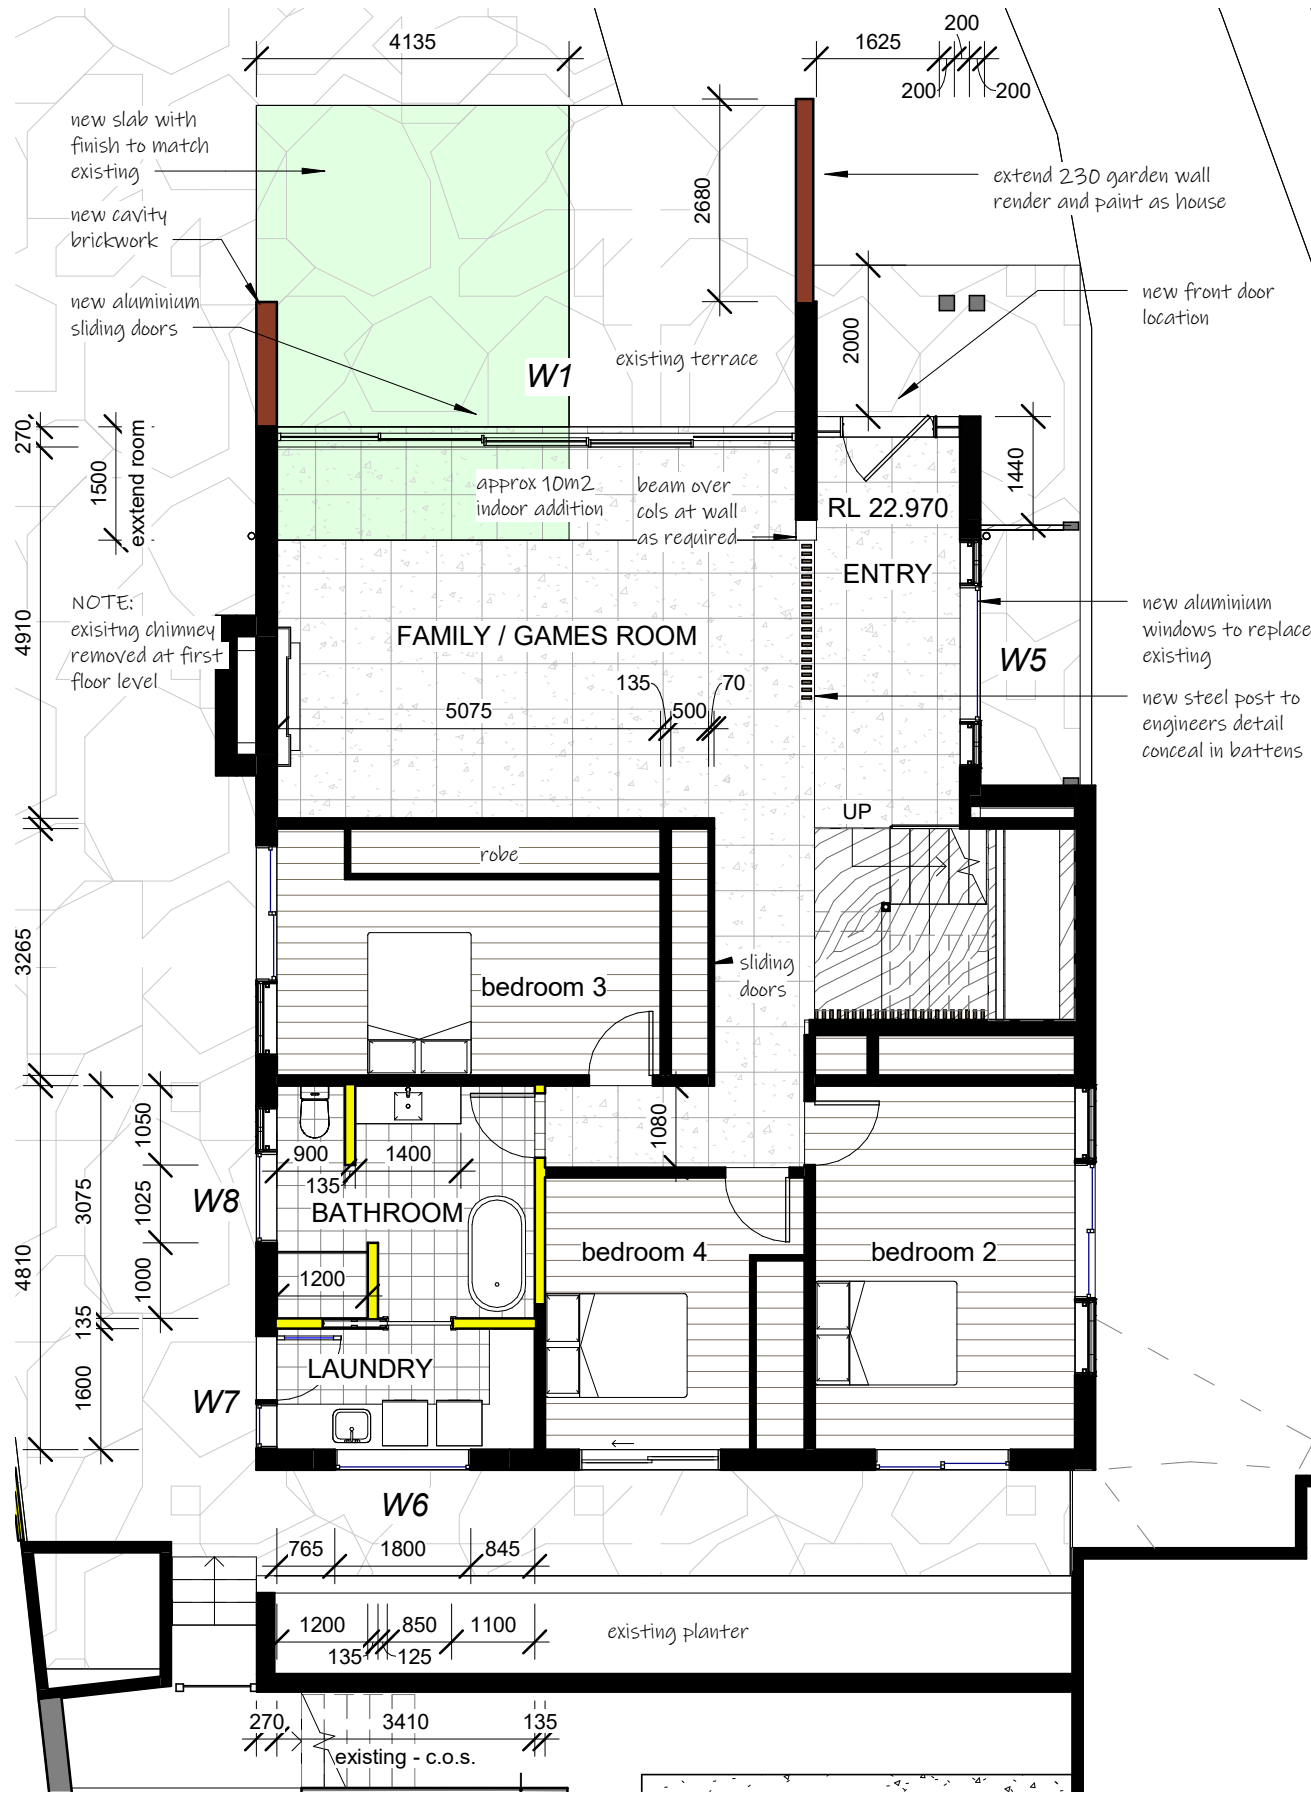 4135
1625
200
200
200
new slab with
finish to match
existing
new cavity
brickwork
new aluminium
sliding doors
2680
extend 230 garden wall
render and paint as house
new front door
location
2000
existing terrace
W1
270
1500
exxtend room
approx 10m2
indoor addition
beam over
cols at wall
as required
RL 22.970
1440
ENTRY
4910
NOTE:
exisitng chimney
removed at first
floor level
FAMILY / GAMES ROOM
new aluminium
windows to replace
existing
W5
135
70
5075
500
new steel post to
engineers detail
conceal in battens
UP
robe
3265
bedroom 3
sliding
doors
1050
900
1400
135
1080
W8
3075
1025
BATHROOM
4810
1000
1200
bedroom 4
bedroom 2
135
1600
LAUNDRY
W7
W6
765
1800
845
1200
850
1100
135
125
existing planter
270
3410
135
existing - c.o.s.